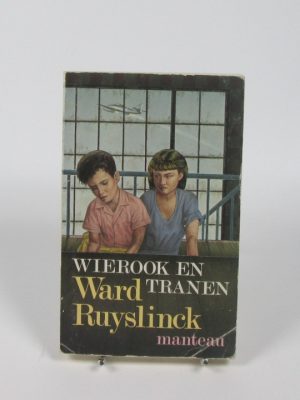 WIEROOK EN
Ward TRANEN
Ruyslinck
manteau